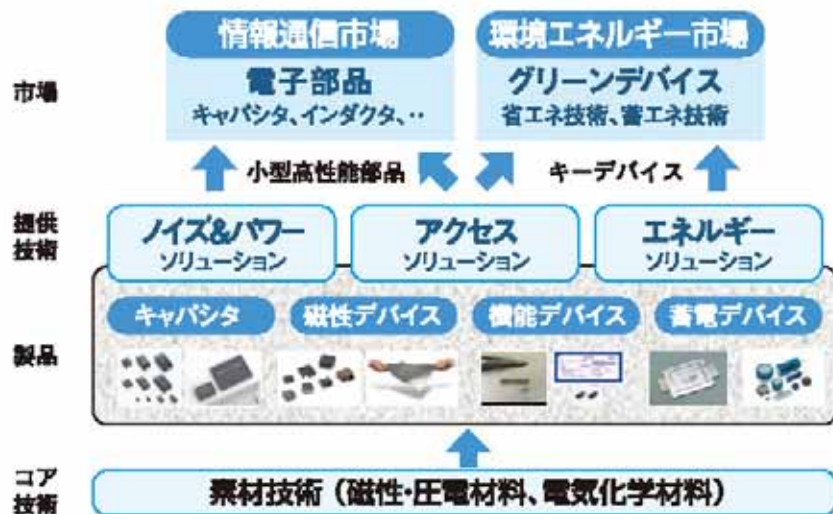 情報通信市場
環境エネルギー市場
市場
電子部品
キャパシタ、インダクタ、‥
グリーンデバイス
省エネ技術、蓄エネ技術
小型高性能部品
キーデバイス
提供
技術
ノイズ&パワー
ソリューション
アクセス
ソリューション
エネルギー
ソリューション
キャパシタ
磁性デバイス
機能デバイス
蓄電デバイス
製品
コア
技術
素材技術（磁性・圧電材料、電気化学材料）